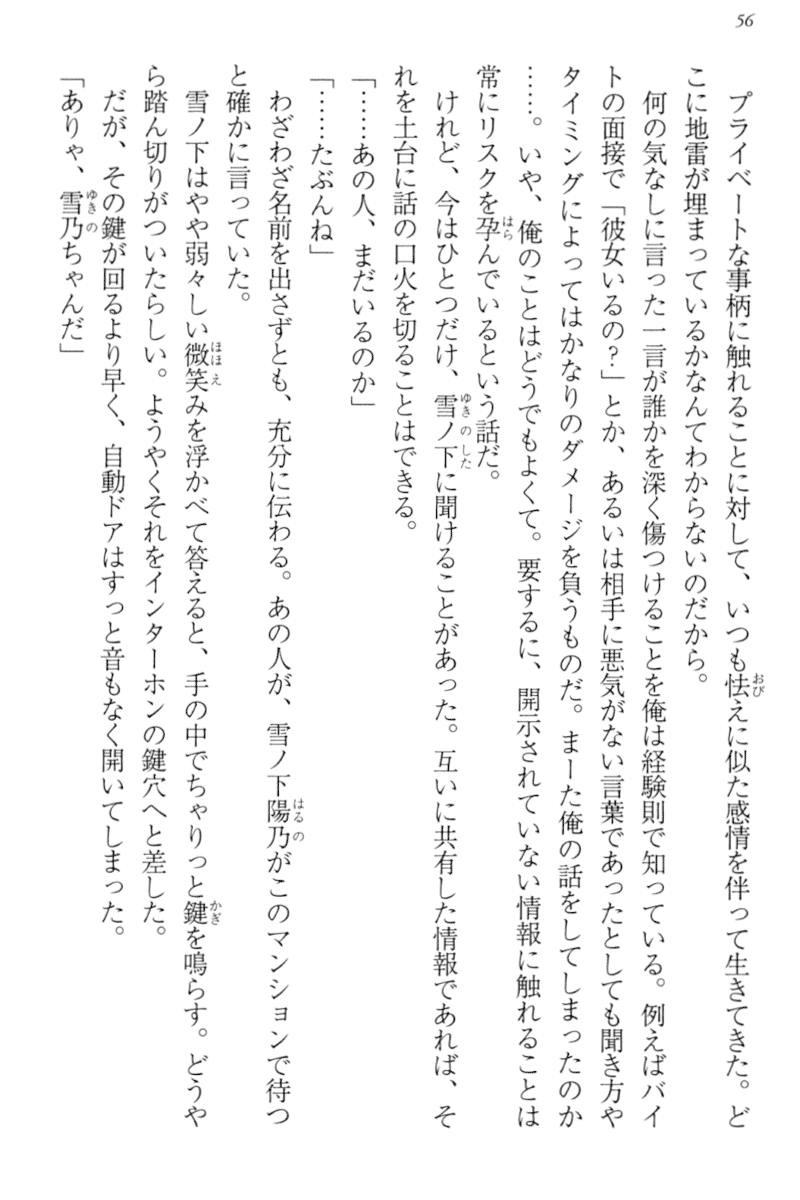 56
プライベートな事柄に触れることに対して、いつも怯えに似た感情を伴って生きてきた。ど
こに地雷が埋まっているかなんてわからないのだから。
何の気なしに言った一言が誰かを深く傷つけることを俺は経験則で知っている。例えばバイ
トの面接で「彼女いるの？」とか、あるいは相手に悪気がない言葉であったとしても聞き方や
タイミングによってはかなりのダメージを負うものだ。まーた俺の話をしてしまったのか
……。いや、俺のことはどうでもよくて。要するに、開示されていない情報に触れることは
常にリスクを孕んでいるという話だ。
けれど、今はひとつだけ、雪ノ下に聞けることがあった。互いに共有した情報であれば、そ
れを土台に話の口火を切ることはできる。
「……あの人、まだいるのか」
「……たぶんね」
わざわざ名前を出さずとも、充分に伝わる。あの人が、雪ノ下陽乃がこのマンションで待つ
と確かに言っていた。
雪ノ下はやや弱々しい微笑みを浮かべて答えると、手の中でちゃりっと鍵を鳴らす。どうや
ら踏ん切りがついたらしい。ようやくそれをインターホンの鍵穴へと差した。
だが、その鍵が回るより早く、自動ドアはすっと音もなく開いてしまった。
「ありゃ、雪乃ちゃんだ」